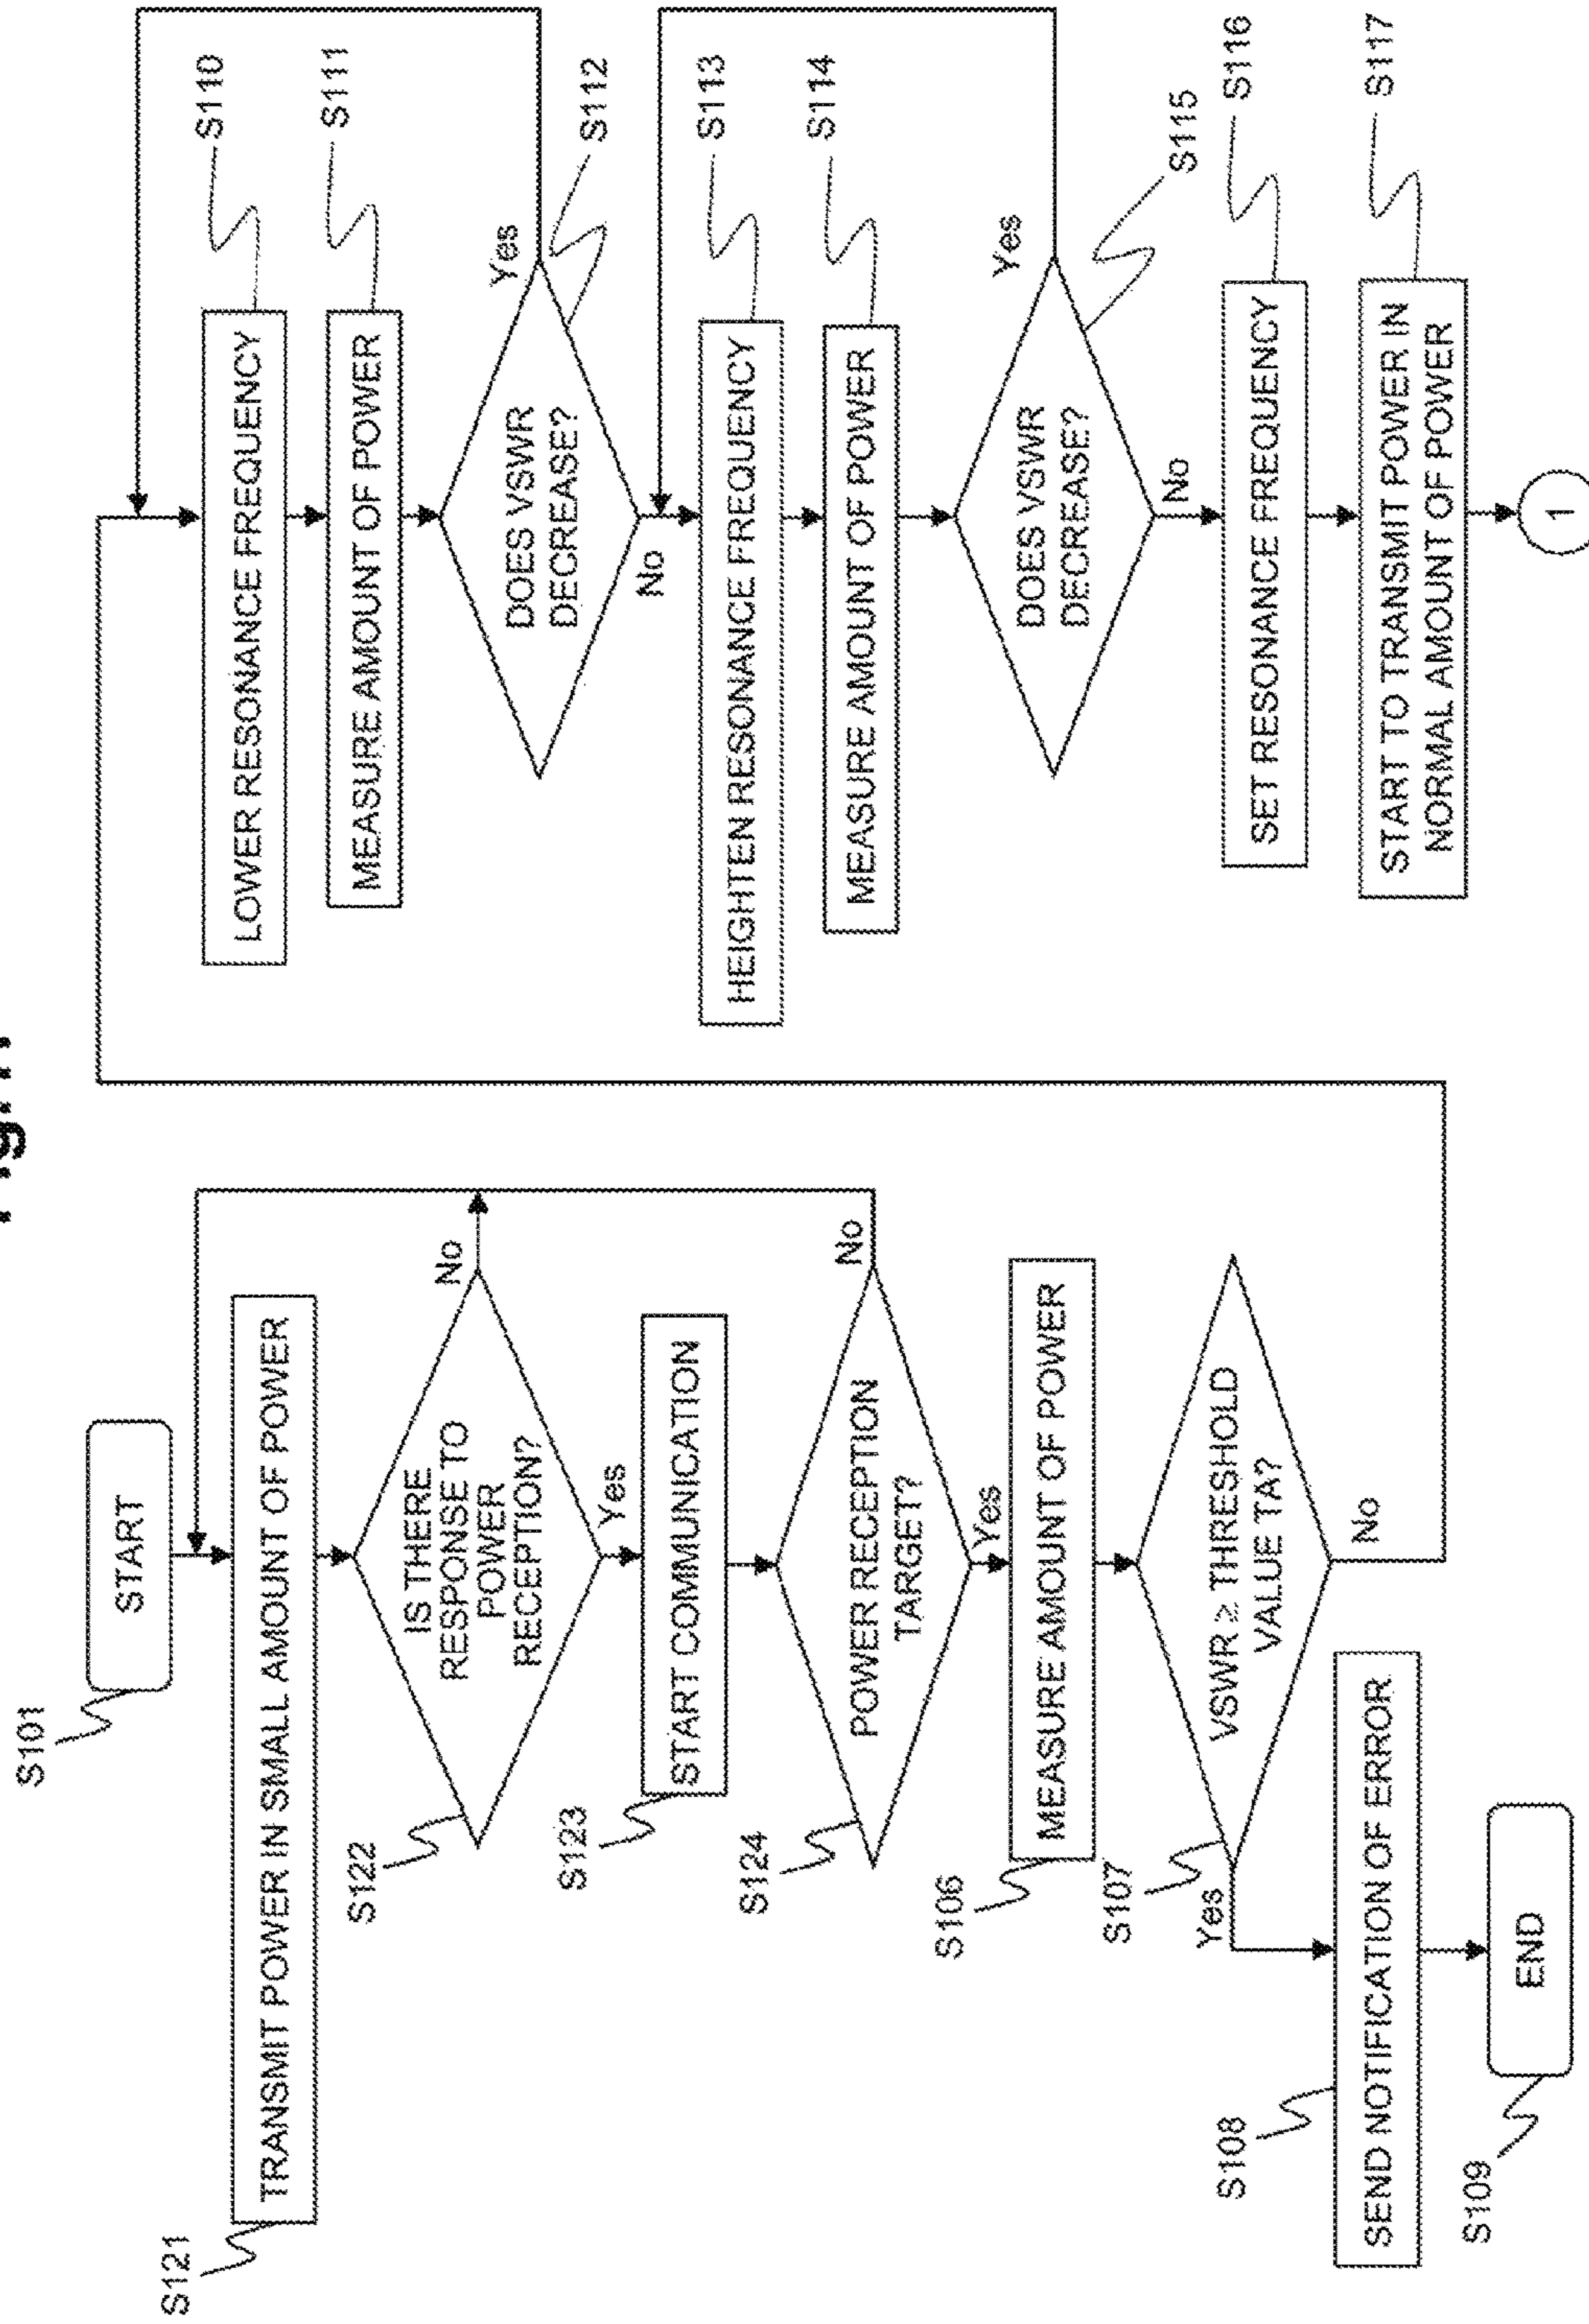 S101
START
S121
TRANSMIT POWER IN SMALL AMOUNT OF POWER
S122
IS THERE
RESPONSE TO
POWER
RECEPTION?
No
Yes
S123
START COMMUNICATION
S124
POWER RECEPTION
TARGET?
No
Yes
S106
MEASURE AMOUNT OF POWER
S107
VSWR ≥ THRESHOLD
VALUE TA?
Yes
No
S108
SEND NOTIFICATION OF ERROR
S109
END
S110
LOWER RESONANCE FREQUENCY
S111
MEASURE AMOUNT OF POWER
S112
DOES VSWR
DECREASE?
Yes
No
S113
HEIGHTEN RESONANCE FREQUENCY
S114
MEASURE AMOUNT OF POWER
S115
DOES VSWR
DECREASE?
Yes
No
S116
SET RESONANCE FREQUENCY
S117
START TO TRANSMIT POWER IN
NORMAL AMOUNT OF POWER
1